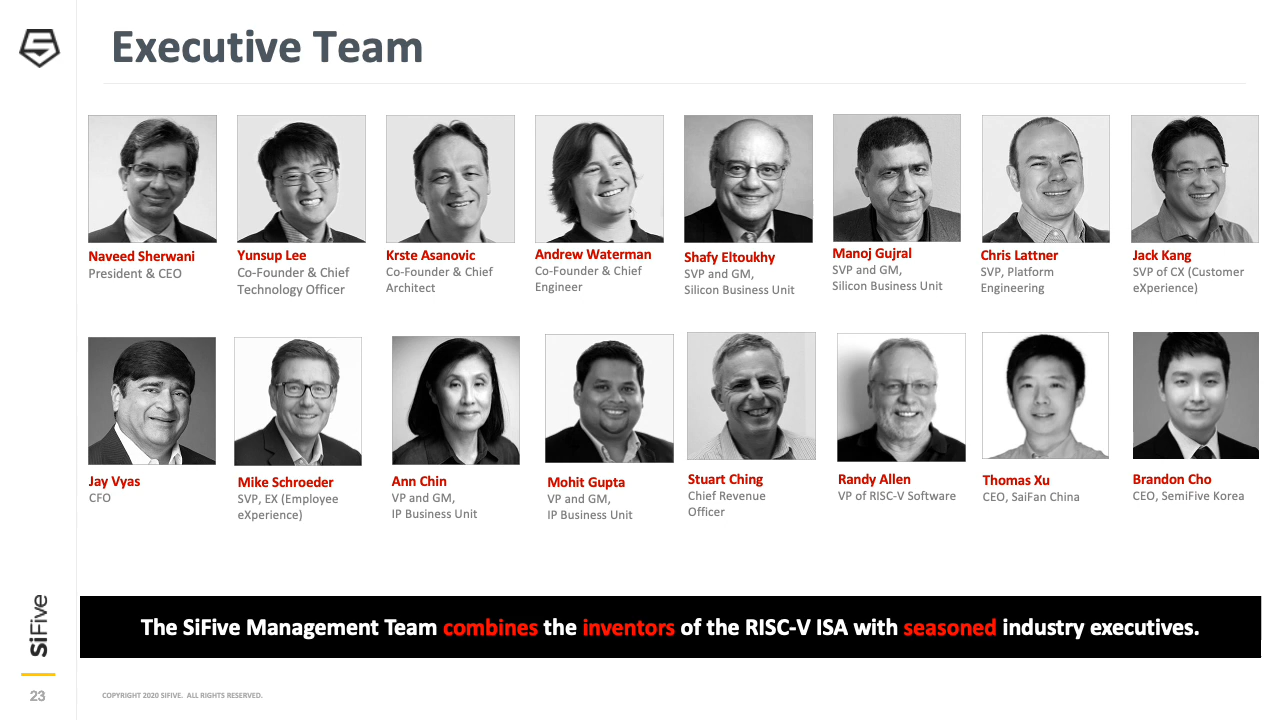 Executive Team
Naveed Sherwani
President & CEO
Yunsup Lee
Co-Founder & Chief
Technology Officer
Krste Asanovic
Co-Founder & Chief
Architect
Andrew Waterman
Co-Founder & Chief
Engineer
Shafy Eltoukhy
SVP and GM,
Silicon Business Unit
Manoj Gujral
SVP and GM,
Silicon Business Unit
Chris Lattner
SVP, Platform
Engineering
Jack Kang
SVP of CX (Customer
eXperience)
Jay Vyas
CFO
Mike Schroeder
SVP, EX (Employee
eXperience)
Ann Chin
VP and GM,
IP Business Unit
Mohit Gupta
VP and GM,
IP Business Unit
Stuart Ching
Chief Revenue
Officer
Randy Allen
VP of RISC-V Software
Thomas Xu
CEO, SaiFan China
Brandon Cho
CEO, SemiFive Korea
The SiFive Management Team combines the inventors of the RISC-V ISA with seasoned industry executives.
SiFive
23
COPYRIGHT 2020 SIFIVE. ALL RIGHTS RESERVED.